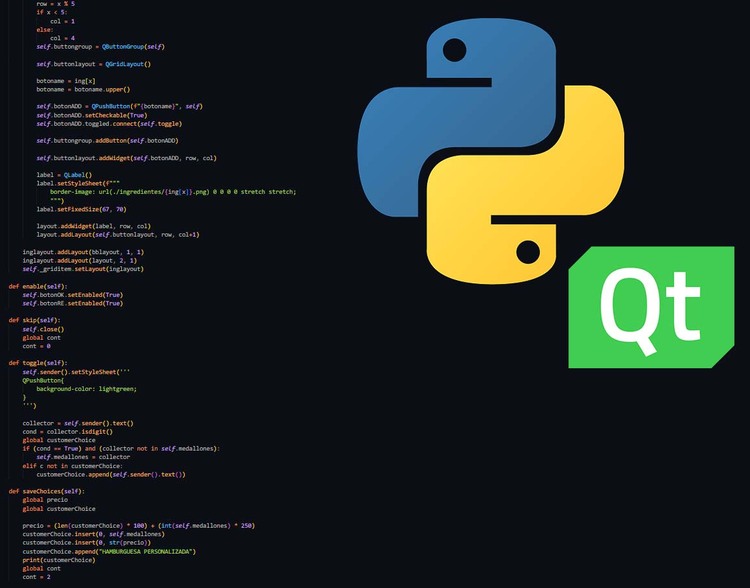 row = x % 5
if x < 5:
col = 1
else:
col = 4
self.buttongroup = QButtonGroup(self)
self.buttonlayout = QGridLayout()
botoname = ing[x]
botoname = botoname.upper()
self.botonADD = QPushButton(f"{botoname}", self)
self.botonADD.setCheckable(True)
self.botonADD.toggled.connect(self.toggle)
self.buttongroup.addButton(self.botonADD)
self.buttonlayout.addWidget(self.botonADD, row, col)
label = QLabel()
label.setStyleSheet(f"""
border-image: url(./ingredientes/{ing[x]}.png) 0 0 0 0 stretch stretch;
""")
label.setFixedSize(67, 70)
layout.addWidget(label, row, col)
layout.addLayout(self.buttonlayout, row, col+1)
inglayout.addLayout(bblayout, 1, 1)
inglayout.addLayout(layout, 2, 1)
self._griditem.setLayout(inglayout)
def enable(self):
self.botonOK.setEnabled(True)
self.botonRE.setEnabled(True)
def skip(self):
self.close()
global cont
cont = 0
def toggle(self):
self.sender().setStyleSheet('''
QPushButton{
background-color: lightgreen;
}
''')
collector = self.sender().text()
cond = collector.isdigit()
global customerChoice
if (cond == True) and (collector not in self.medallones):
self.medallones = collector
elif c not in customerChoice:
customerChoice.append(self.sender().text())
def saveChoices(self):
global precio
global customerChoice
precio = (len(customerChoice) * 100) + (int(self.medallones) * 250)
customerChoice.insert(0, self.medallones)
customerChoice.insert(0, str(precio))
customerChoice.append("HAMBURGUESA PERSONALIZADA")
print(customerChoice)
global cont
cont = 2
Qt